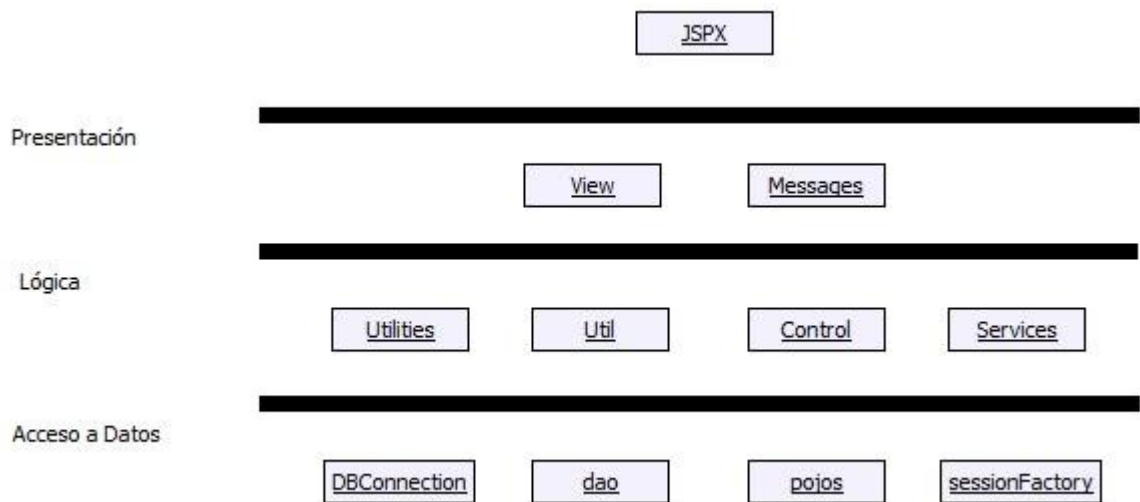 JSPX
Presentación
View
Messages
Lógica
Utilities
Util
Control
Services
Acceso a Datos
DBConnection
dao
pojos
sessionFactory